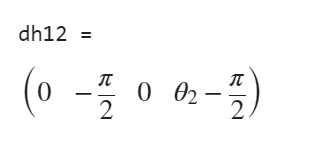 dh12 =
(0  -π/2  0  θ₂ - π/2)